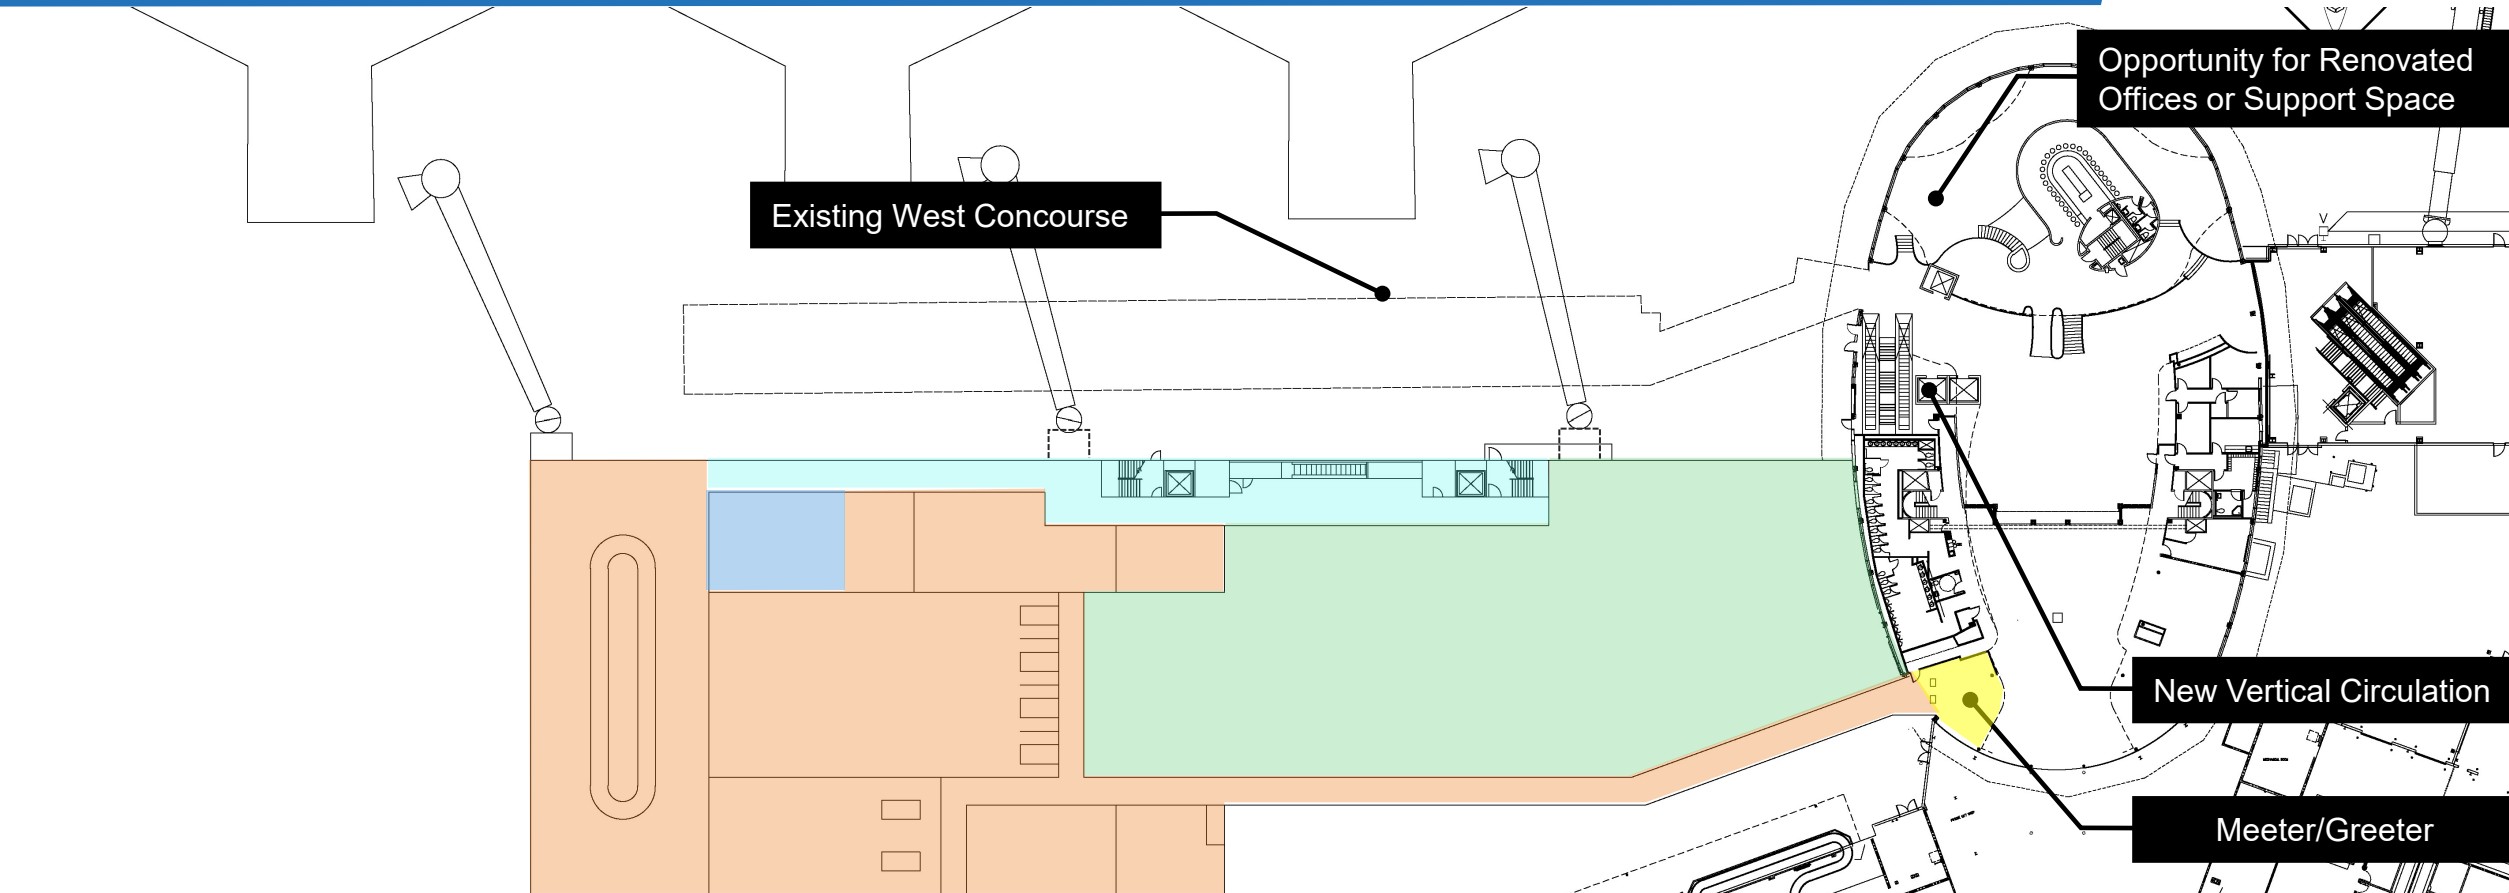 Opportunity for Renovated
Offices or Support Space
Existing West Concourse
New Vertical Circulation
Meeter/Greeter